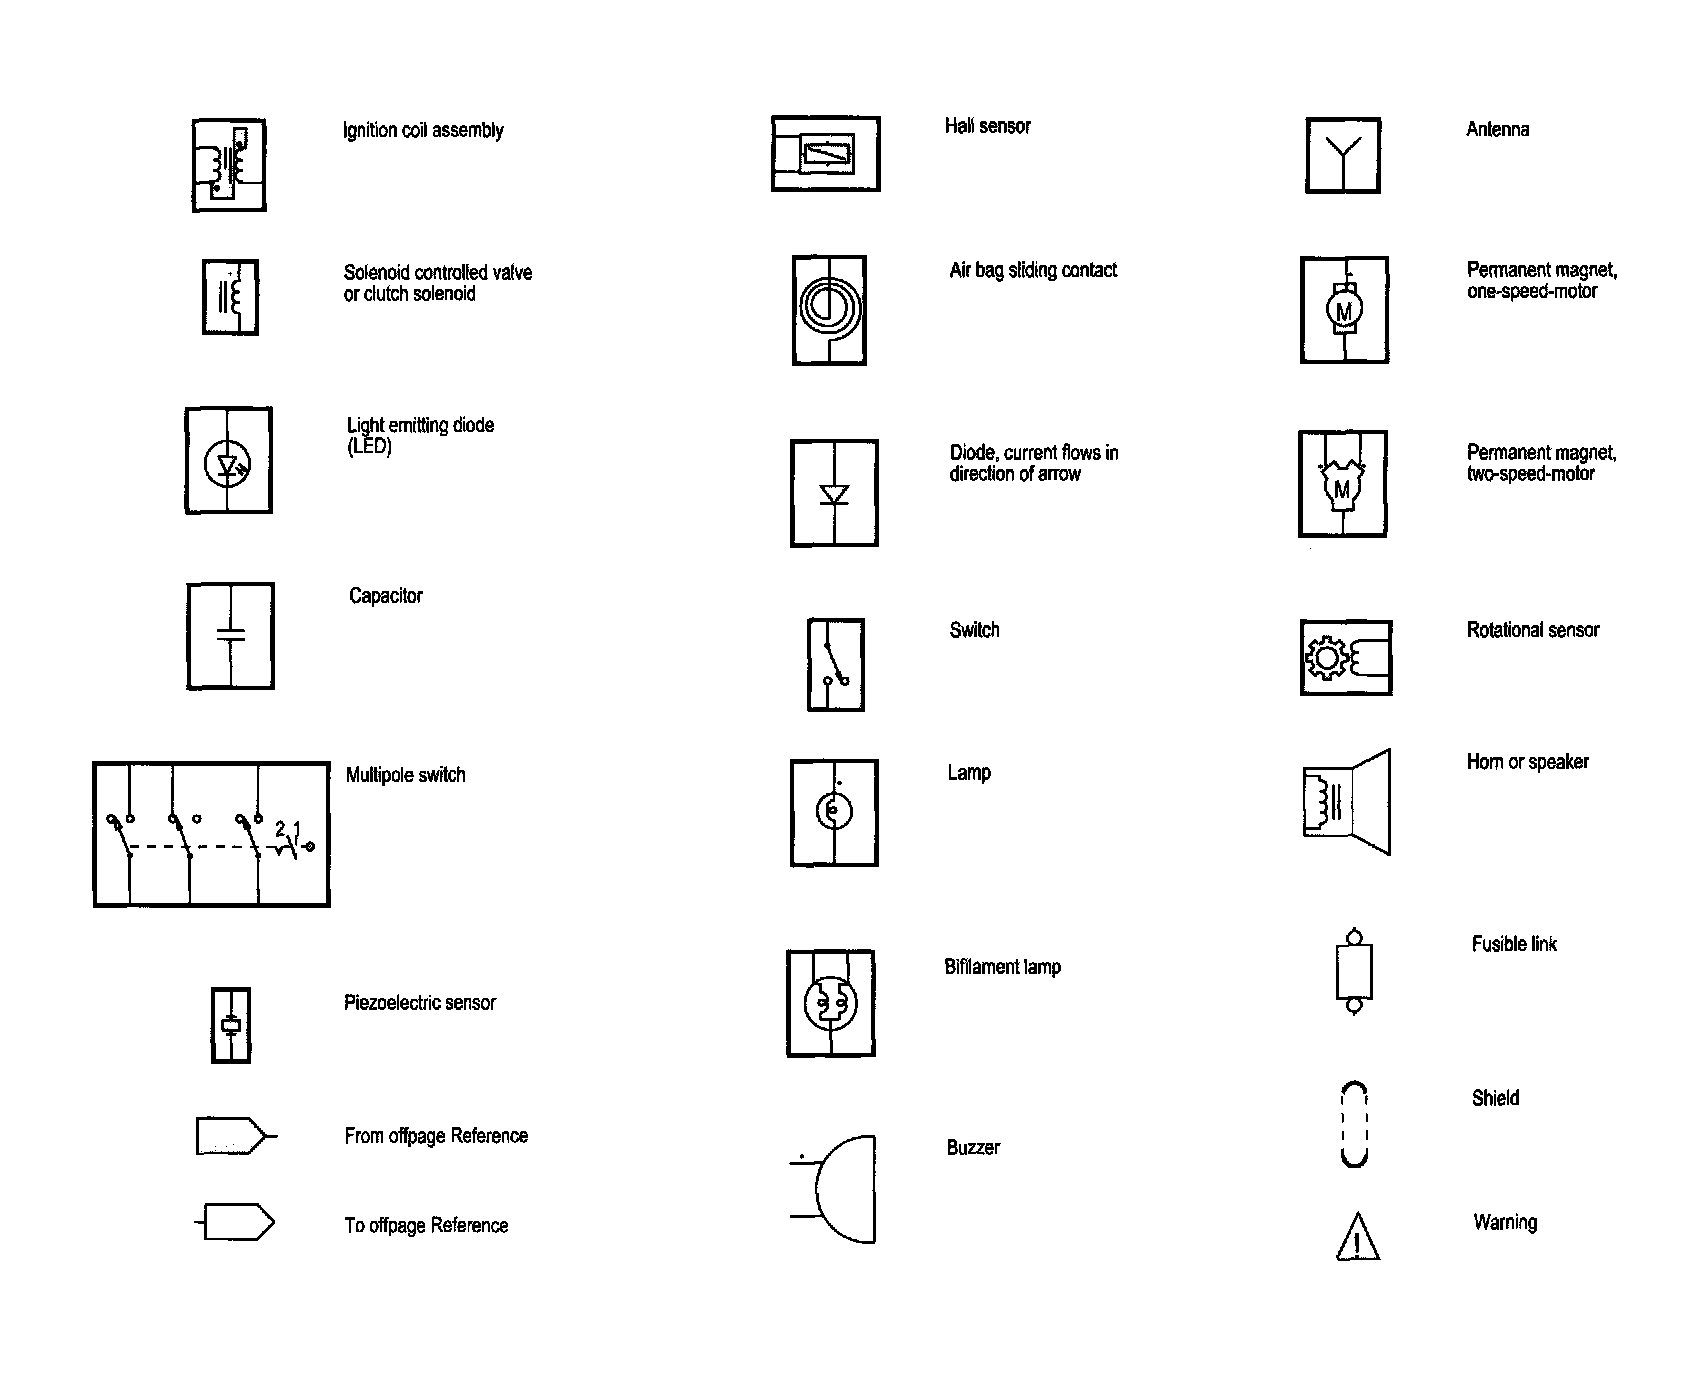 Ignition coil assembly
Solenoid controlled valve
or clutch solenoid
Light emitting diode
(LED)
Capacitor
Multipole switch
2 1
Piezoelectric sensor
From offpage Reference
To offpage Reference
Hall sensor
Air bag sliding contact
Diode, current flows in
direction of arrow
Switch
Lamp
Bifilament lamp
Buzzer
Antenna
Permanent magnet,
one-speed-motor
M
Permanent magnet,
two-speed-motor
M
Rotational sensor
Horn or speaker
Fusible link
Shield
Warning
!